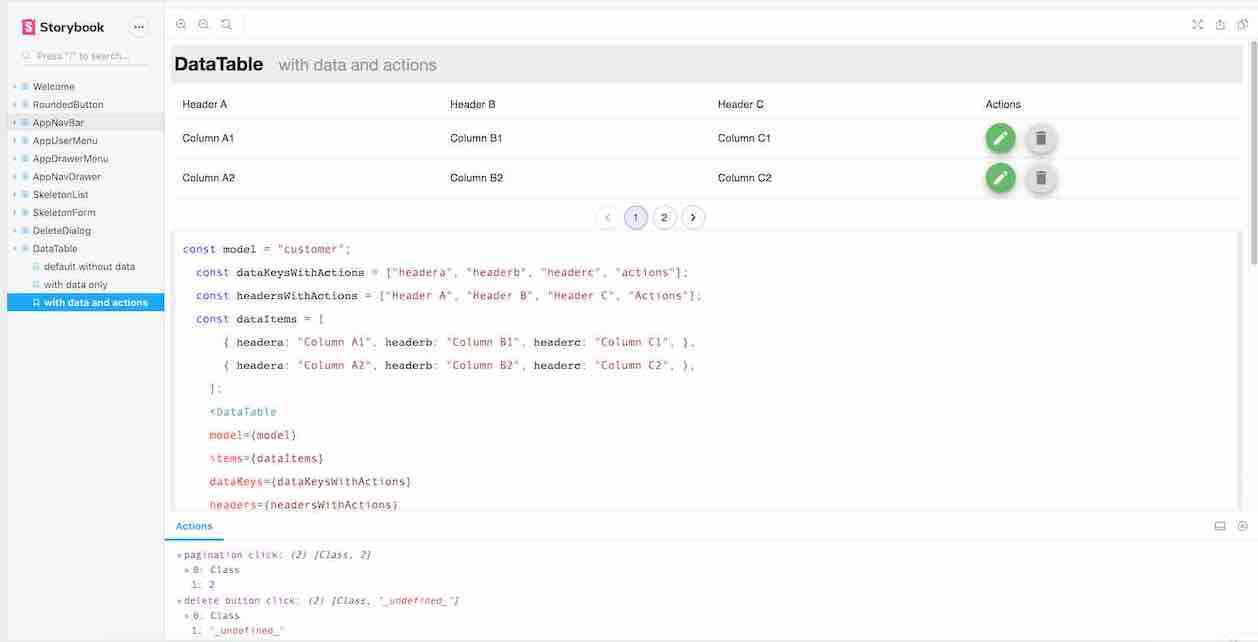 Storybook
Press "/" to search...
Welcome
RoundedButton
AppNavBar
AppUserMenu
AppDrawerMenu
AppNavDrawer
SkeletonList
SkeletonForm
DeleteDialog
DataTable
default without data
with data only
with data and actions
DataTable with data and actions
Header A Header B Header C Actions
Column A1 Column B1 Column C1
Column A2 Column B2 Column C2
1 2
const model = "customer";
const dataKeysWithActions = ["headera", "headerb", "headerc", "actions"];
const headersWithActions = ["Header A", "Header B", "Header C", "Actions"];
const dataItems = [
{ headera: "Column A1", headerb: "Column B1", headerc: "Column C1", },
{ headera: "Column A2", headerb: "Column B2", headerc: "Column C2", },
];
<DataTable
model={model}
items={dataItems}
dataKeys={dataKeysWithActions}
headers={headersWithActions}
Actions
pagination click: (2) [Class, 2]
0: Class
1: 2
delete button click: (2) [Class, "_undefined_"]
0: Class
1: "_undefined_"